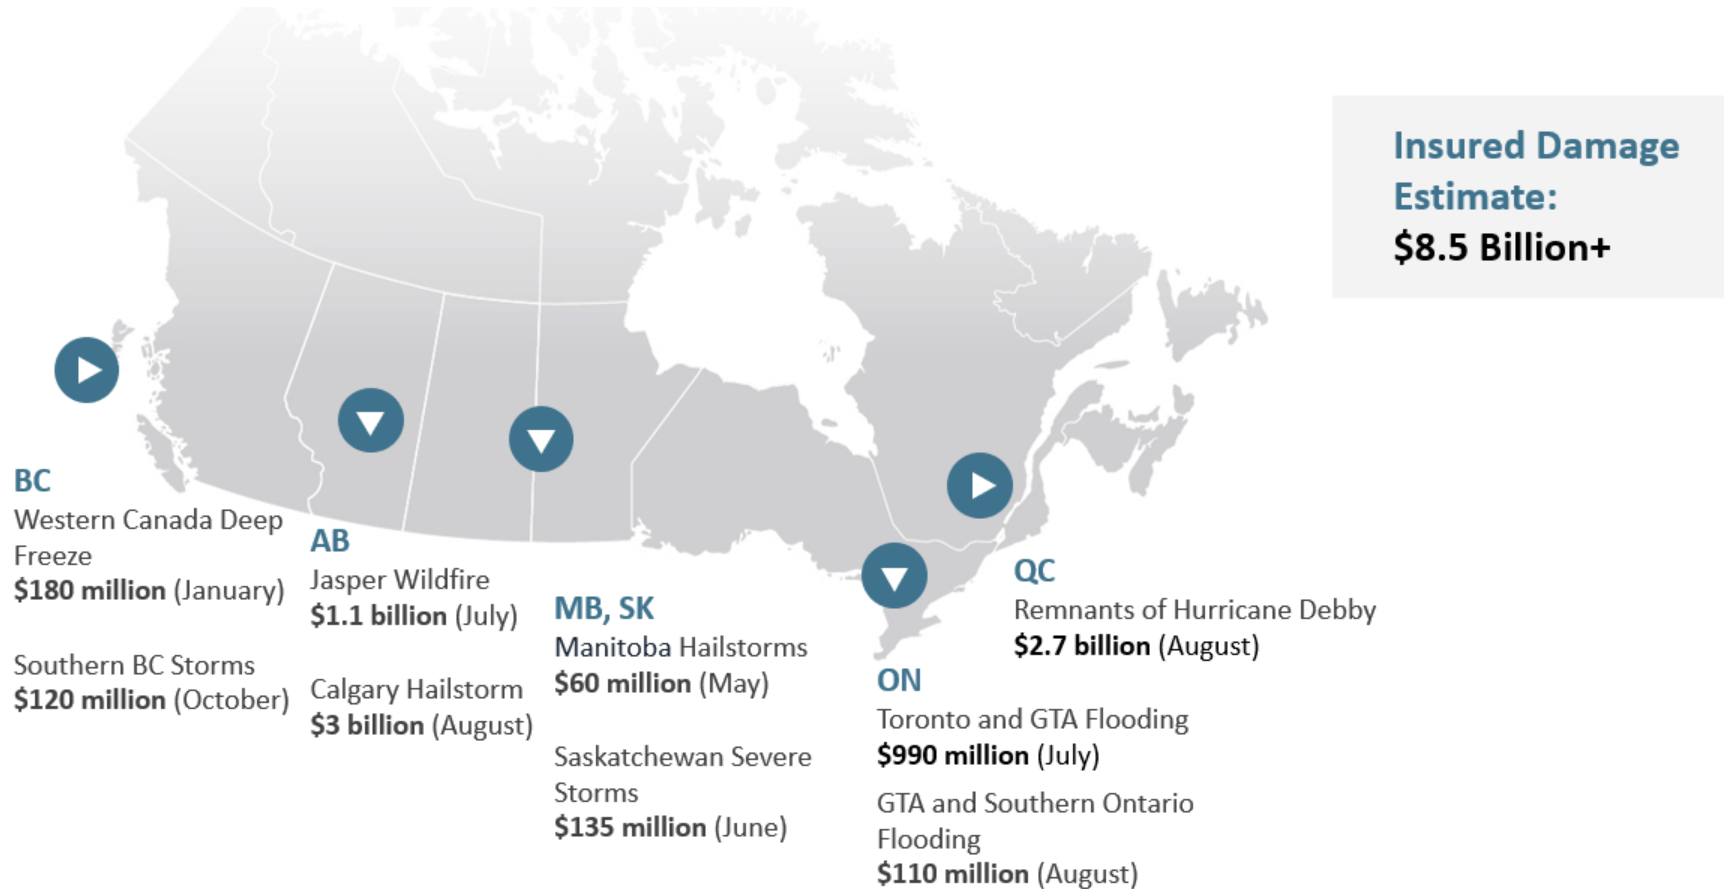 Insured Damage
Estimate:
$8.5 Billion+
BC
Western Canada Deep
Freeze
$180 million (January)
Southern BC Storms
$120 million (October)
AB
Jasper Wildfire
$1.1 billion (July)
Calgary Hailstorm
$3 billion (August)
MB, SK
Manitoba Hailstorms
$60 million (May)
Saskatchewan Severe
Storms
$135 million (June)
ON
Toronto and GTA Flooding
$990 million (July)
GTA and Southern Ontario
Flooding
$110 million (August)
QC
Remnants of Hurricane Debby
$2.7 billion (August)